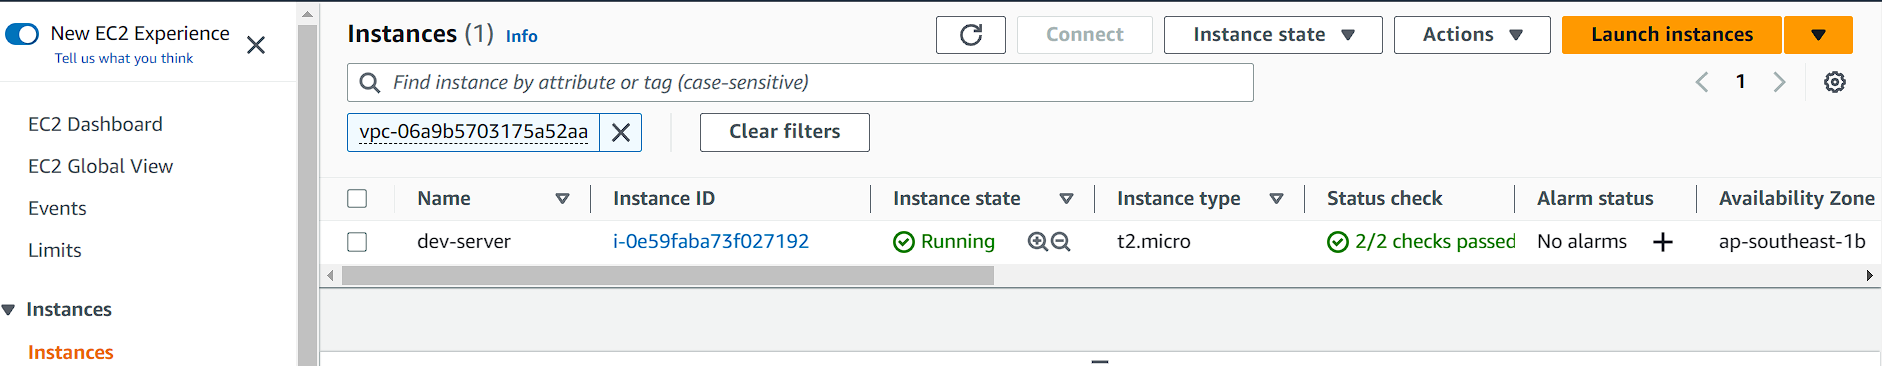 New EC2 Experience
Tell us what you think
EC2 Dashboard
EC2 Global View
Events
Limits
Instances
Instances
Instances (1) Info
Connect
Instance state
Actions
Launch instances
Find instance by attribute or tag (case-sensitive)
1
vpc-06a9b5703175a52aa
Clear filters
Name Instance ID Instance state Instance type Status check Alarm status Availability Zone
dev-server i-0e59faba73f027192 Running t2.micro 2/2 checks passed No alarms + ap-southeast-1b